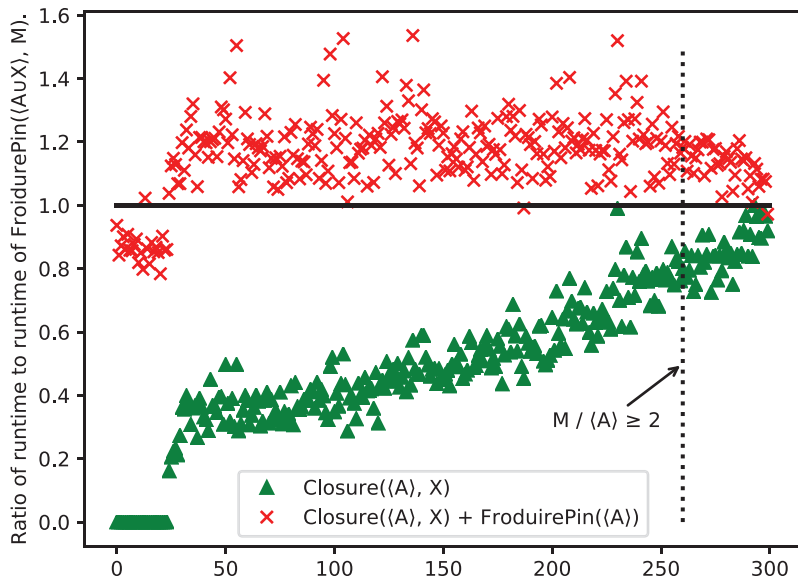 Ratio of runtime to runtime of FroidurePin(⟨A∪X⟩, M).
1.6
1.4
1.2
1.0
0.8
0.6
0.4
0.2
0.0
M / ⟨A⟩ ≥ 2
Closure(⟨A⟩, X)
Closure(⟨A⟩, X) + FroduirePin(⟨A⟩)
0 50 100 150 200 250 300